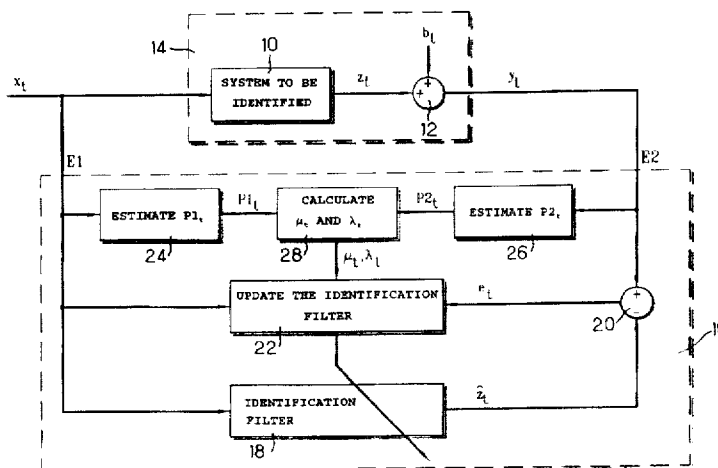 b_t
14
10
x_t
SYSTEM TO BE
IDENTIFIED
z_t
+
+
12
y_t
E1
E2
ESTIMATE P1_t
24
P1_t
CALCULATE
μ_t AND λ_t
28
P2_t
ESTIMATE P2_t
26
μ_t, λ_t
UPDATE THE IDENTIFICATION
FILTER
22
e_t
+
−
20
IDENTIFICATION
FILTER
18
ẑ_t